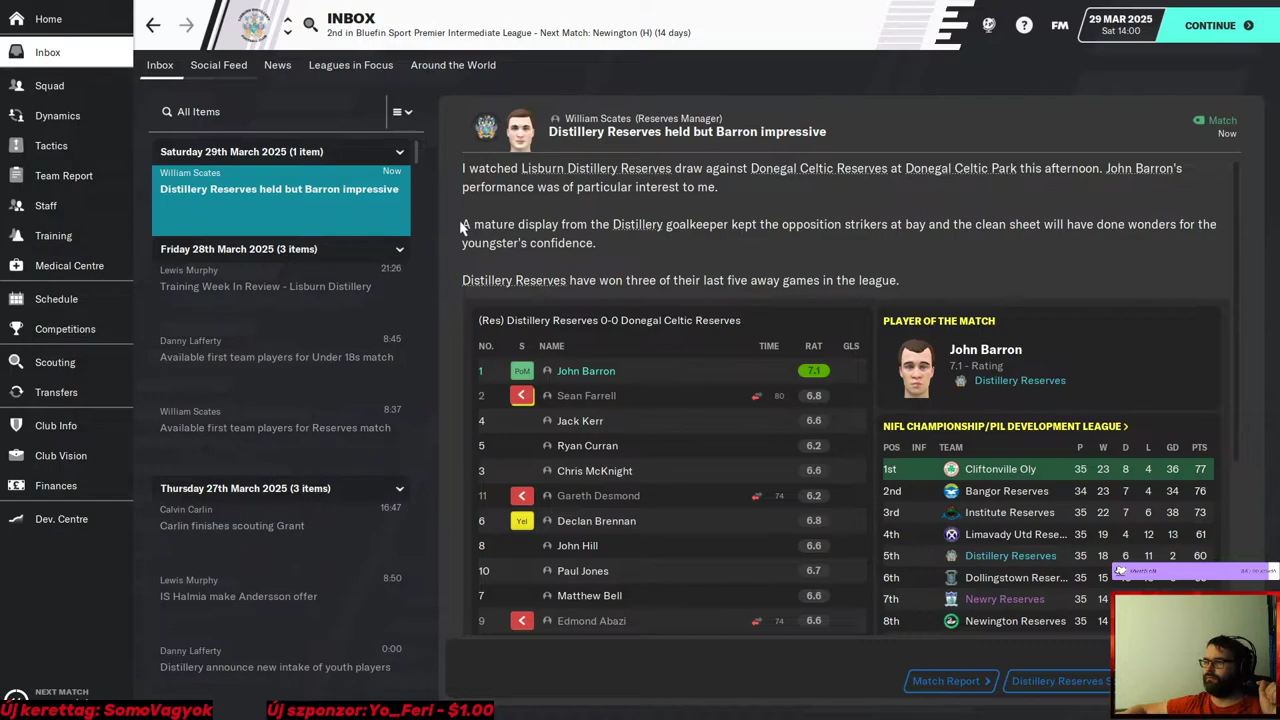 Home
INBOX
2nd in Bluefin Sport Premier Intermediate League - Next Match: Newington (H) (14 days)
FM
29 MAR 2025
Sat 14:00
CONTINUE
Inbox
Squad
Dynamics
Tactics
Team Report
Staff
Training
Medical Centre
Schedule
Competitions
Scouting
Transfers
Club Info
Club Vision
Finances
Dev. Centre
NEXT MATCH
Inbox
Social Feed
News
Leagues in Focus
Around the World
All Items
Saturday 29th March 2025 (1 item)
William Scates
Now
Distillery Reserves held but Barron impressive
Friday 28th March 2025 (3 items)
Lewis Murphy
21:26
Training Week In Review - Lisburn Distillery
Danny Lafferty
8:45
Available first team players for Under 18s match
William Scates
8:37
Available first team players for Reserves match
Thursday 27th March 2025 (3 items)
Calvin Carlin
16:47
Carlin finishes scouting Grant
Lewis Murphy
8:50
IS Halmia make Andersson offer
Danny Lafferty
0:00
Distillery announce new intake of youth players
William Scates (Reserves Manager)
Distillery Reserves held but Barron impressive
Match
Now
I watched Lisburn Distillery Reserves draw against Donegal Celtic Reserves at Donegal Celtic Park this afternoon. John Barron's
performance was of particular interest to me.
A mature display from the Distillery goalkeeper kept the opposition strikers at bay and the clean sheet will have done wonders for the
youngster's confidence.
Distillery Reserves have won three of their last five away games in the league.
(Res) Distillery Reserves 0-0 Donegal Celtic Reserves
NO. S NAME TIME RAT GLS
1 PoM John Barron 7.1
2 Sean Farrell 80 6.8
4 Jack Kerr 6.6
5 Ryan Curran 6.2
3 Chris McKnight 6.6
11 Gareth Desmond 74 6.2
6 Yel Declan Brennan 6.8
8 John Hill 6.6
10 Paul Jones 6.7
7 Matthew Bell 6.6
9 Edmond Abazi 74 6.6
PLAYER OF THE MATCH
John Barron
7.1 - Rating
Distillery Reserves
NIFL CHAMPIONSHIP/PIL DEVELOPMENT LEAGUE >
POS INF TEAM P W D L GD PTS
1st Cliftonville Oly 35 23 8 4 36 77
2nd Bangor Reserves 34 23 7 4 34 76
3rd Institute Reserves 35 22 7 6 38 73
4th Limavady Utd Rese... 35 19 4 12 13 61
5th Distillery Reserves 35 18 6 11 2 60
6th Dollingstown Reser... 35 15
7th Newry Reserves 35 14
8th Newington Reserves 35 14
Match Report >
Distillery Reserves S
Új kerettag: SomoVagyok
Új szponzor: Yo_Feri - $1.00